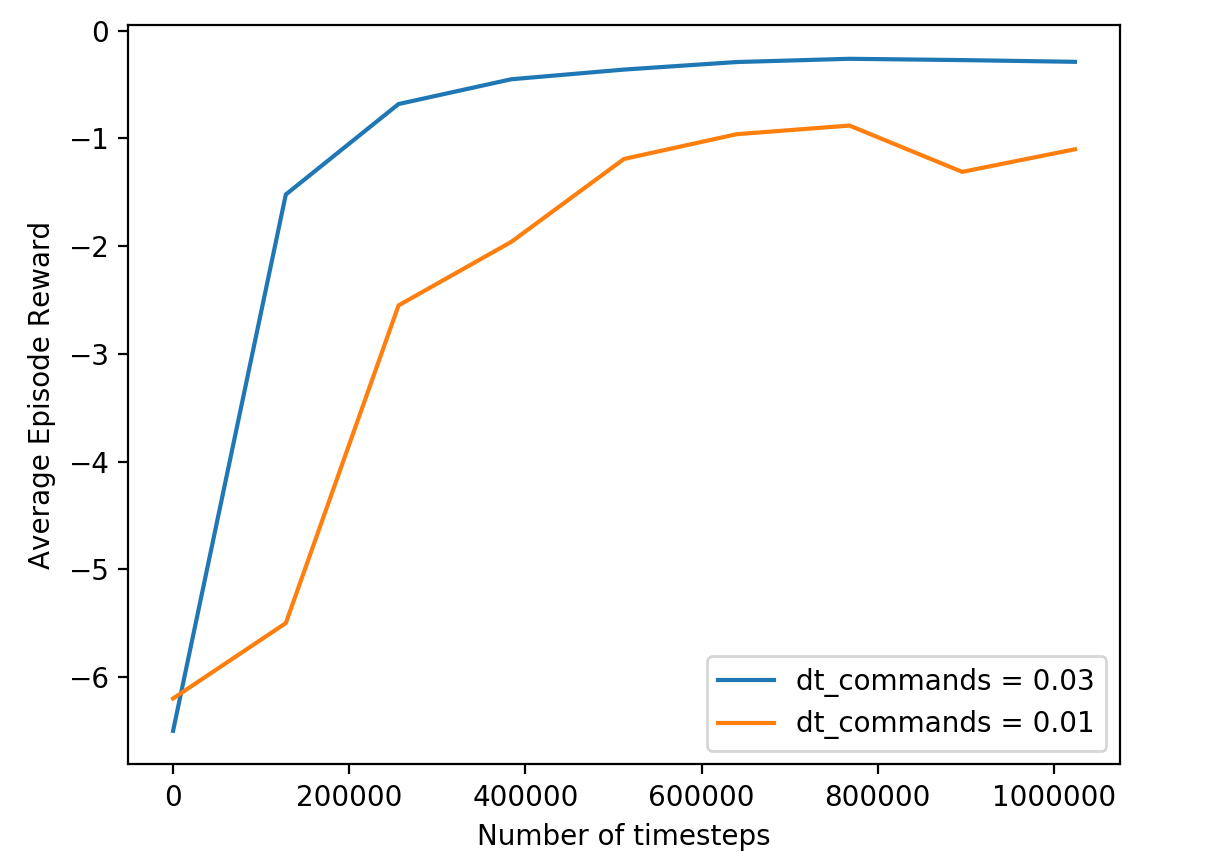 0
−1
−2
−3
−4
−5
−6
Average Episode Reward
dt_commands = 0.03
dt_commands = 0.01
0 200000 400000 600000 800000 1000000
Number of timesteps